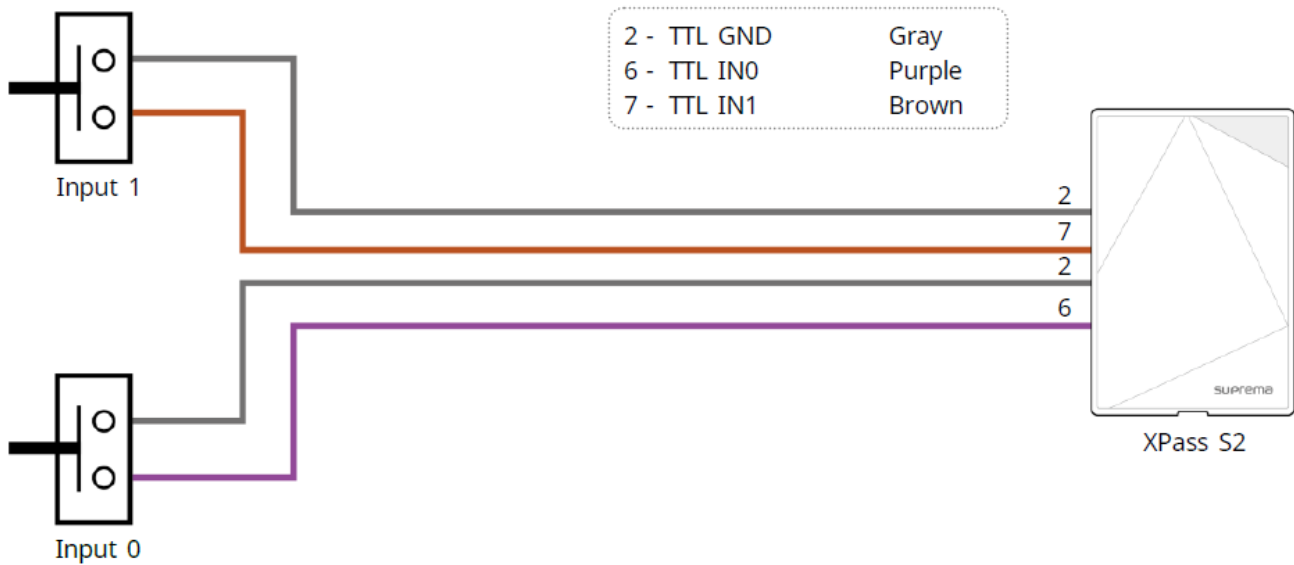 2 - TTL GND Gray
6 - TTL IN0 Purple
7 - TTL IN1 Brown
Input 1
2
7
2
6
suprema
XPass S2
Input 0